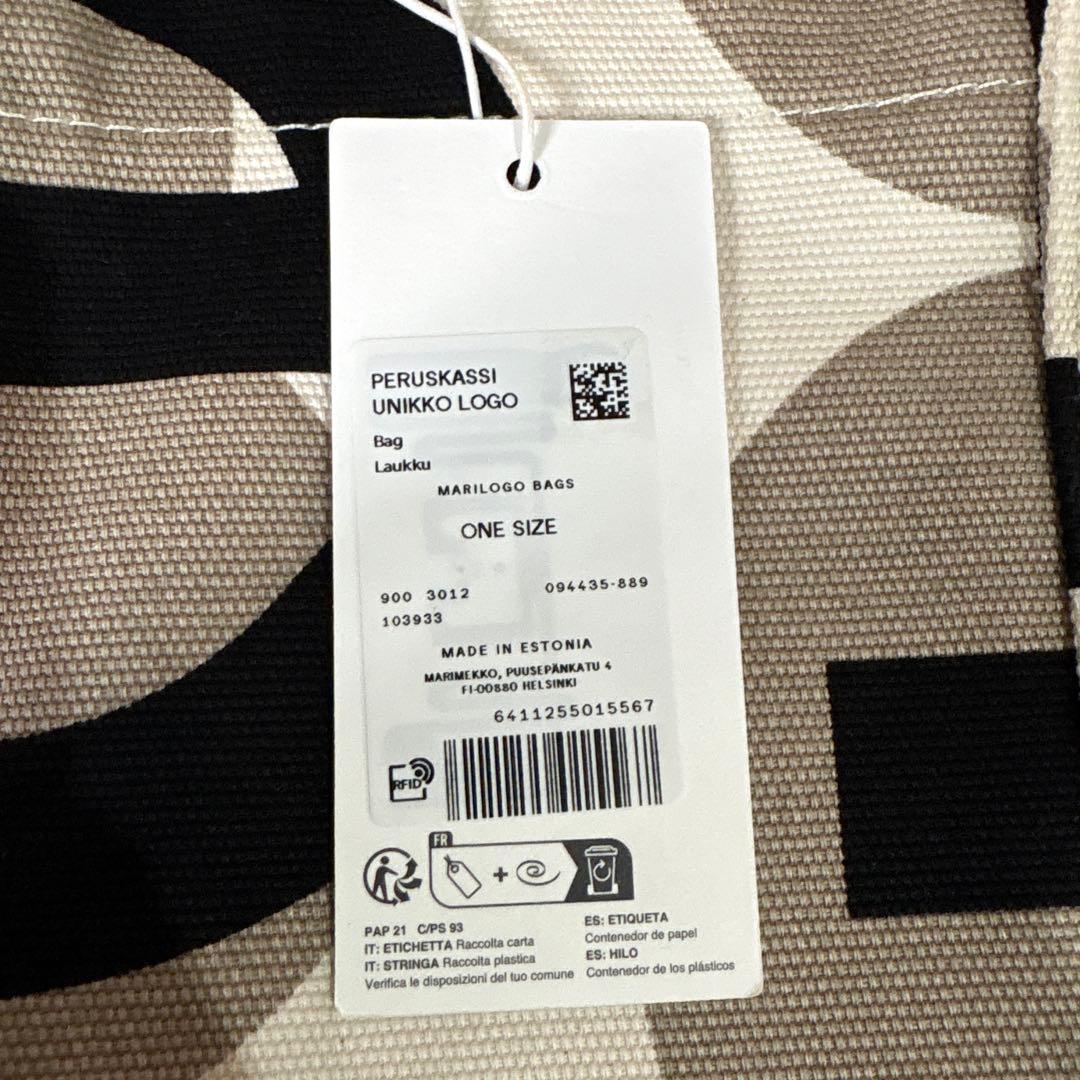 PERUSKASSI
UNIKKO LOGO
Bag
Laukku
MARILOGO BAGS
ONE SIZE
900 3012 094435-889
103933
MADE IN ESTONIA
MARIMEKKO, PUUSEPÄNKATU 4
FI-00880 HELSINKI
6411255015567
RFID
FR
+
PAP 21 C/PS 93
IT: ETICHETTA Raccolta carta
IT: STRINGA Raccolta plastica
Verifica le disposizioni del tuo comune
ES: ETIQUETA
Contenedor de papel
ES: HILO
Contenedor de los plásticos